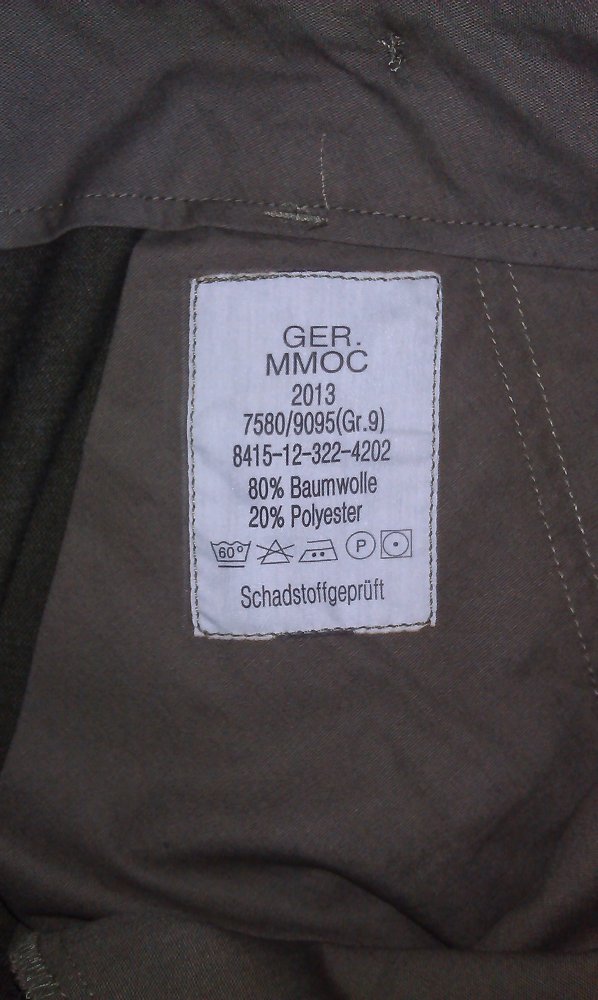 GER.
MMOC
2013
7580/9095(Gr.9)
8415-12-322-4202
80% Baumwolle
20% Polyester
60° P
Schadstoffgeprüft